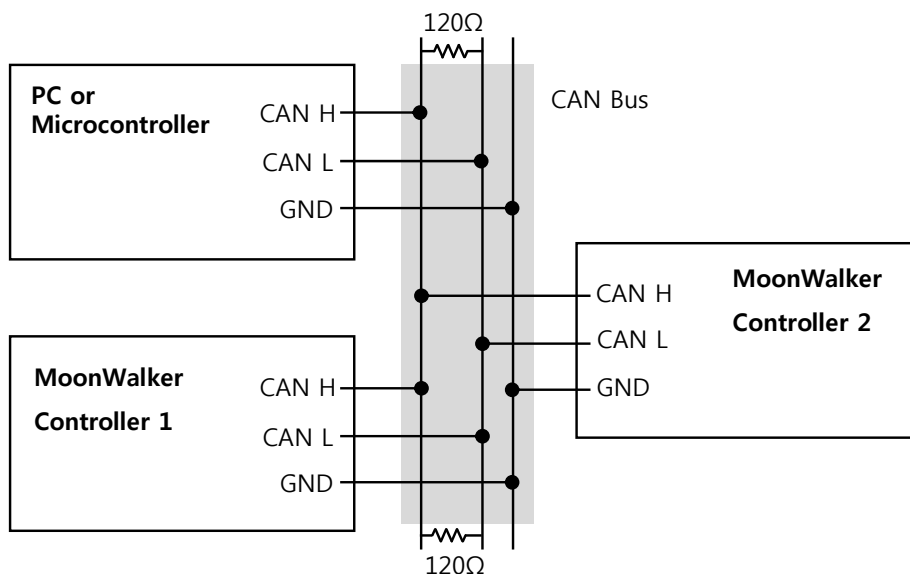 120Ω
PC or
Microcontroller
CAN H
CAN L
GND
CAN Bus
MoonWalker
Controller 2
CAN H
CAN L
GND
MoonWalker
Controller 1
CAN H
CAN L
GND
120Ω